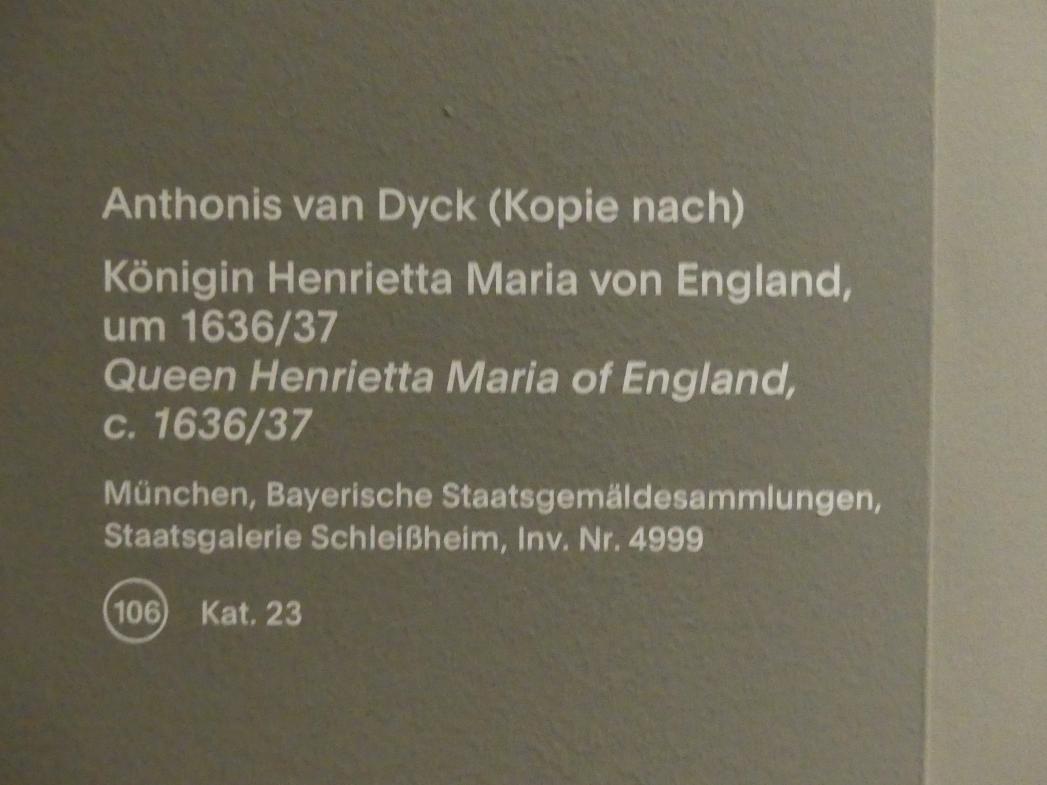 Anthonis van Dyck (Kopie nach)
Königin Henrietta Maria von England,
um 1636/37
Queen Henrietta Maria of England,
c. 1636/37
München, Bayerische Staatsgemäldesammlungen,
Staatsgalerie Schleißheim, Inv. Nr. 4999
106 Kat. 23